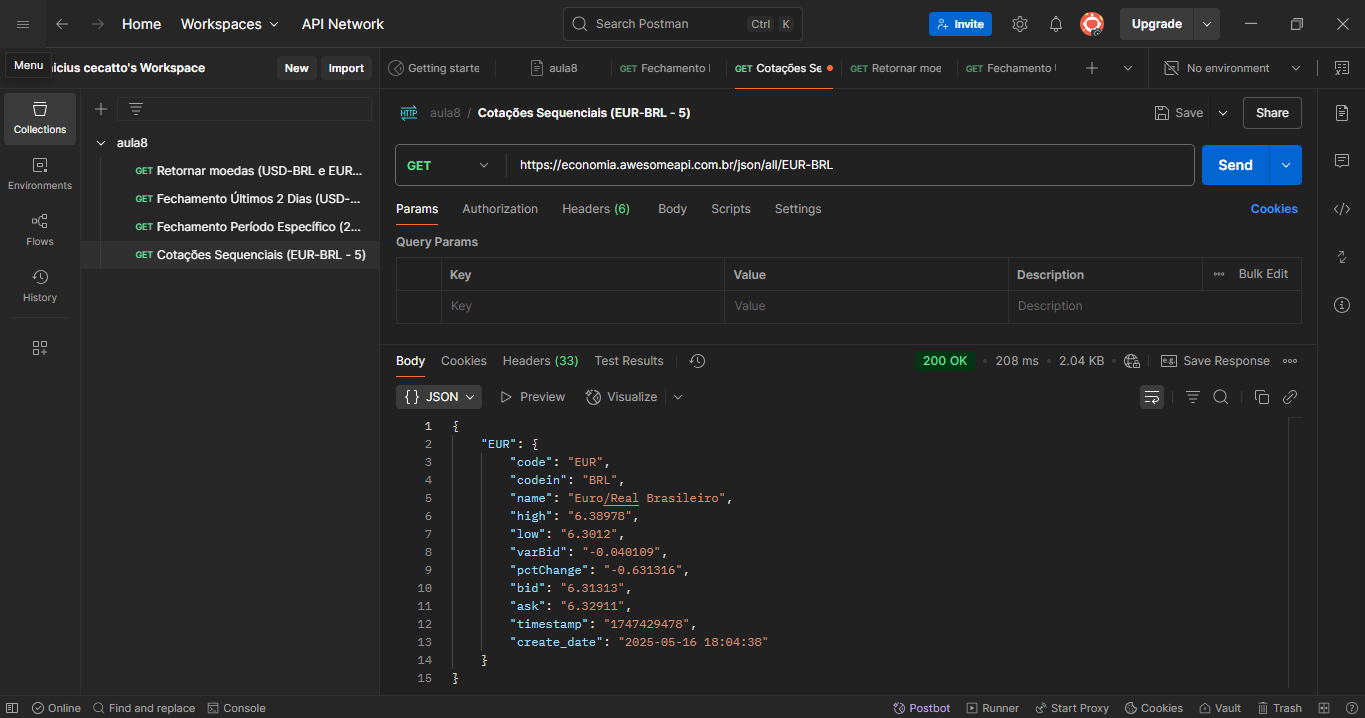 Home Workspaces API Network Search Postman Ctrl K Invite Upgrade
Menu
icius cecatto's Workspace New Import
Getting starte aula8 GET Fechamento GET Cotações Se GET Retornar moe GET Fechamento No environment
Collections
Environments
Flows
History
aula8
GET Retornar moedas (USD-BRL e EUR...
GET Fechamento Últimos 2 Dias (USD-...
GET Fechamento Período Específico (2...
GET Cotações Sequenciais (EUR-BRL - 5)
HTTP aula8 / Cotações Sequenciais (EUR-BRL - 5) Save Share
GET https://economia.awesomeapi.com.br/json/all/EUR-BRL Send
Params Authorization Headers (6) Body Scripts Settings Cookies
Query Params
Key Value Description Bulk Edit
Key Value Description
Body Cookies Headers (33) Test Results 200 OK 208 ms 2.04 KB e.g. Save Response
{} JSON Preview Visualize
1 {
2 "EUR": {
3 "code": "EUR",
4 "codein": "BRL",
5 "name": "Euro/Real Brasileiro",
6 "high": "6.38978",
7 "low": "6.3012",
8 "varBid": "-0.040109",
9 "pctChange": "-0.631316",
10 "bid": "6.31313",
11 "ask": "6.32911",
12 "timestamp": "1747429478",
13 "create_date": "2025-05-16 18:04:38"
14 }
15 }
Online Find and replace Console Postbot Runner Start Proxy Cookies Vault Trash